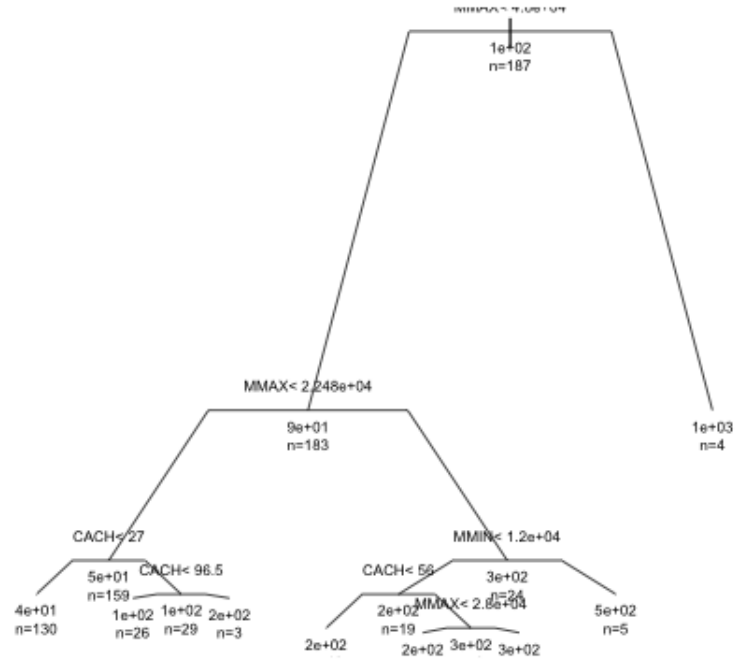 1e+02
n=187
MMAX< 2.248e+04
9e+01
n=183
1e+03
n=4
CACH< 27
MMIN< 1.2e+04
5e+01
n=159
CACH< 96.5
CACH< 56
3e+02
n=24
4e+01
n=130
1e+02
n=26
1e+02
n=29
2e+02
n=3
2e+02
n=19
MMAX< 2.8e+04
5e+02
n=5
2e+02
2e+02
3e+02
3e+02